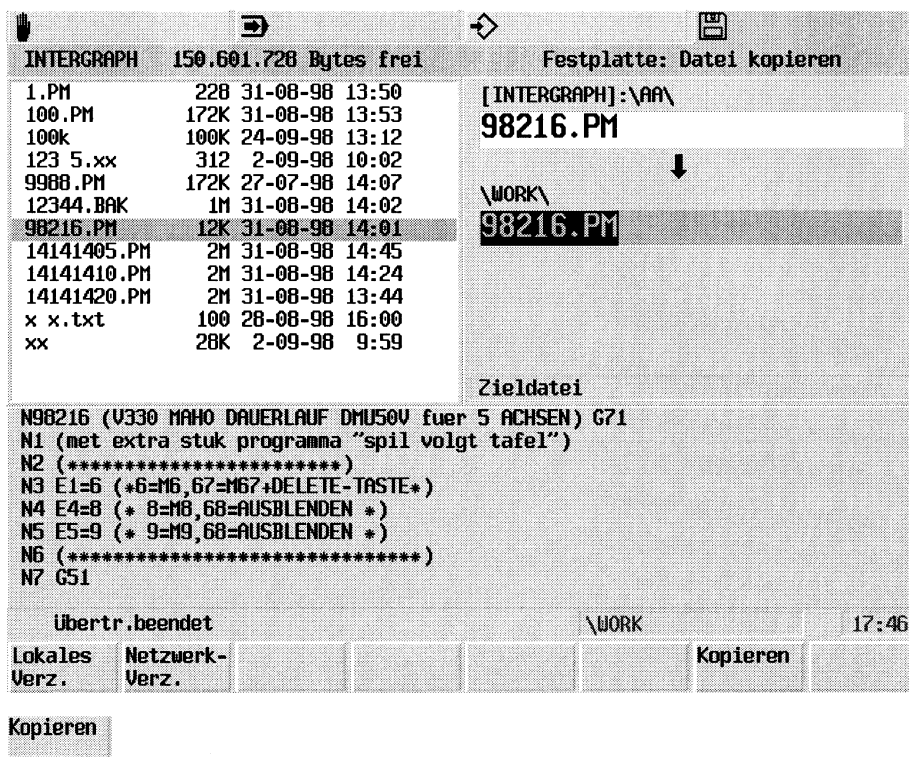 INTERGRAPH 150.601.728 Bytes frei Festplatte: Datei kopieren
1.PM 228 31-08-98 13:50
100.PM 172K 31-08-98 13:53
100k 100K 24-09-98 13:12
123 5.xx 312 2-09-98 10:02
9988.PM 172K 27-07-98 14:07
12344.BAK 1M 31-08-98 14:02
98216.PM 12K 31-08-98 14:01
14141405.PM 2M 31-08-98 14:45
14141410.PM 2M 31-08-98 14:24
14141420.PM 2M 31-08-98 13:44
x x.txt 100 28-08-98 16:00
xx 28K 2-09-98 9:59
[INTERGRAPH]:\AA\
98216.PM
\WORK\
98216.PM
Zieldatei
N98216 (V330 MAHO DAUERLAUF DMU50V fuer 5 ACHSEN) G71
N1 (met extra stuk programma "spil volgt tafel")
N2 (************************)
N3 E1=6 (*6=M6,67=M67+DELETE-TASTE*)
N4 E4=8 (* 8=M8,68=AUSBLENDEN *)
N5 E5=9 (* 9=M9,68=AUSBLENDEN *)
N6 (*******************************)
N7 G51
Übertr.beendet \WORK 17:46
Lokales Verz.
Netzwerk-Verz.
Kopieren
Kopieren